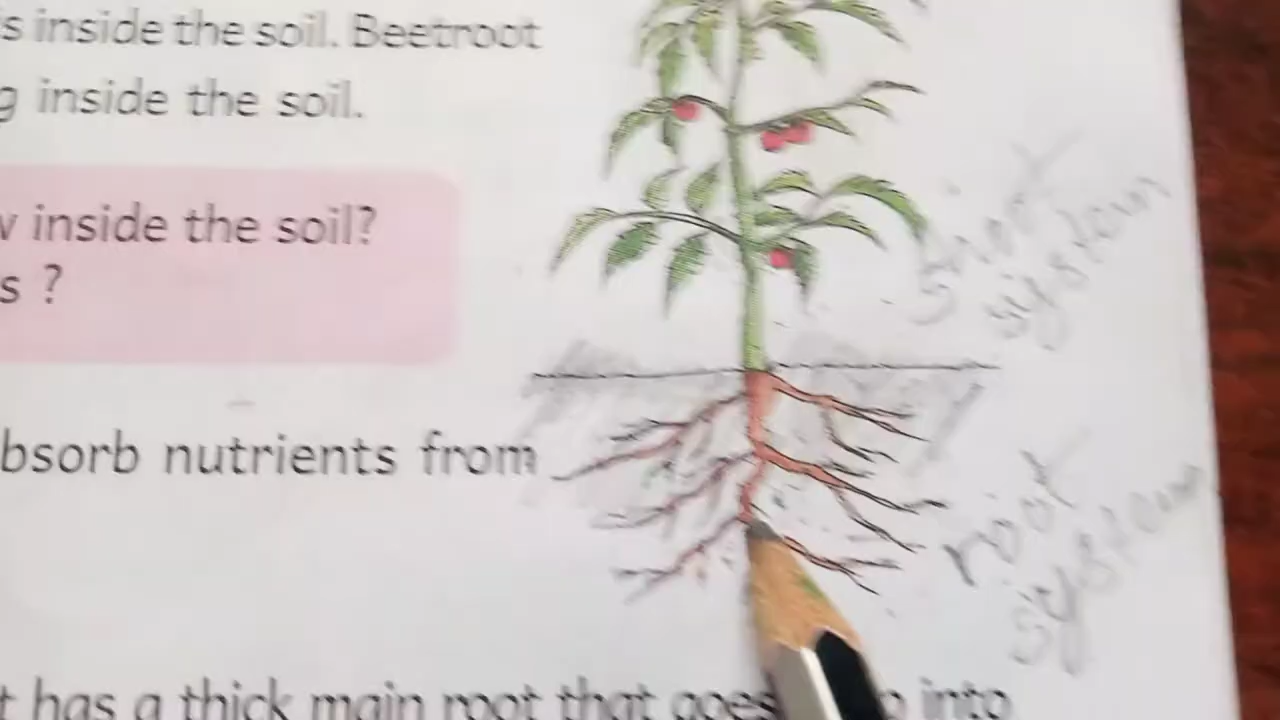 s inside the soil. Beetroot
g inside the soil.
inside the soil?
s ?
bsorb nutrients from
t has a thick main root that goes into
shoot
system
root
system